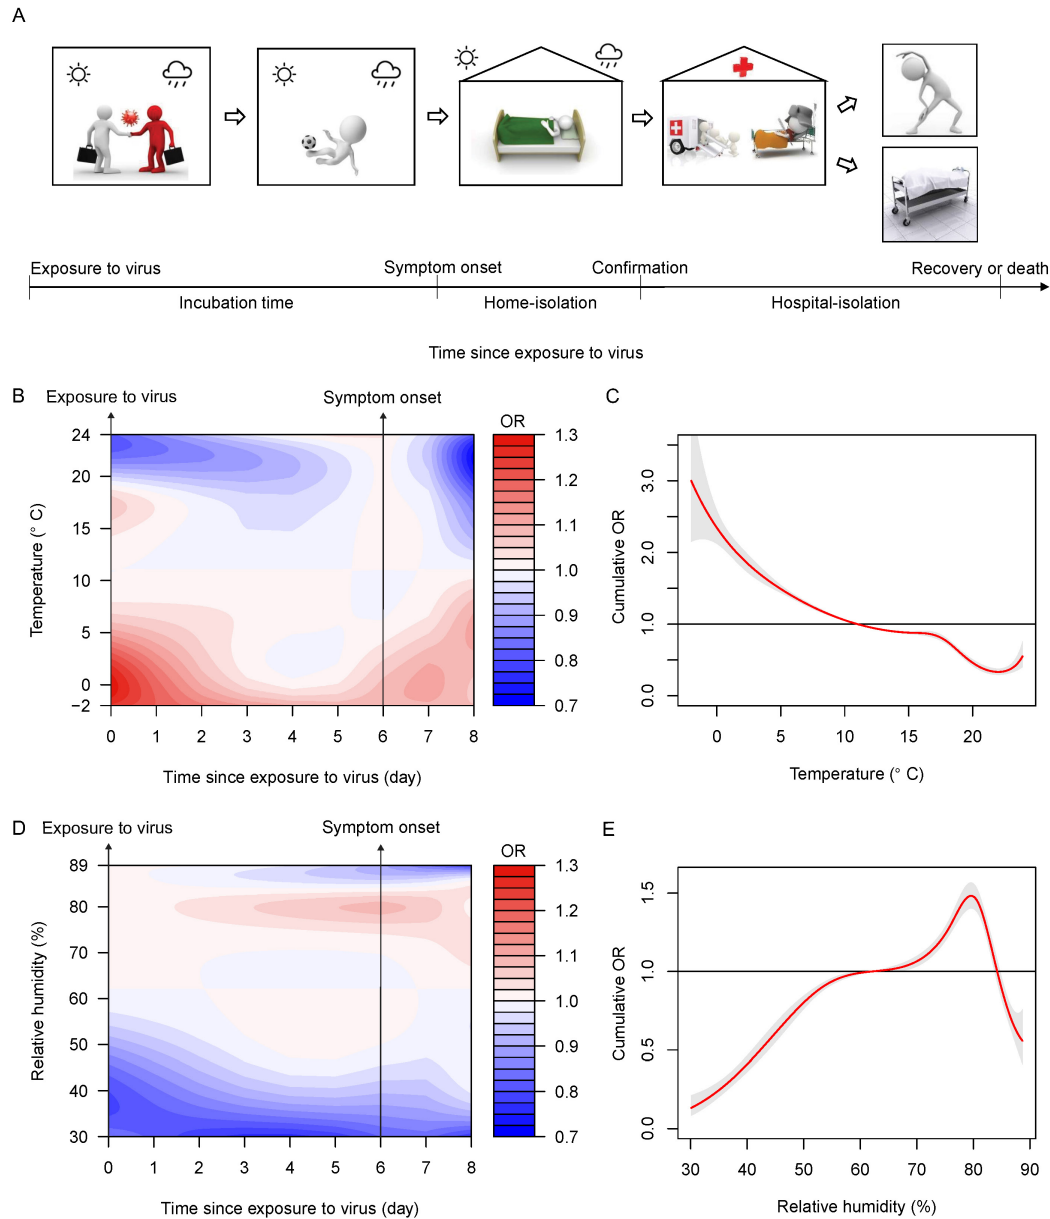 A
Exposure to virus
Symptom onset
Confirmation
Recovery or death
Incubation time
Home-isolation
Hospital-isolation
Time since exposure to virus
B
Exposure to virus
Symptom onset
OR
24
20
15
10
5
0
−2
Temperature (° C)
0 1 2 3 4 5 6 7 8
Time since exposure to virus (day)
1.3
1.2
1.1
1.0
0.9
0.8
0.7
C
Cumulative OR
3.0
2.0
1.0
0.0
0 5 10 15 20
Temperature (° C)
D
Exposure to virus
Symptom onset
OR
89
80
70
60
50
40
30
Relative humidity (%)
0 1 2 3 4 5 6 7 8
Time since exposure to virus (day)
1.3
1.2
1.1
1.0
0.9
0.8
0.7
E
Cumulative OR
1.5
1.0
0.5
0.0
30 40 50 60 70 80 90
Relative humidity (%)